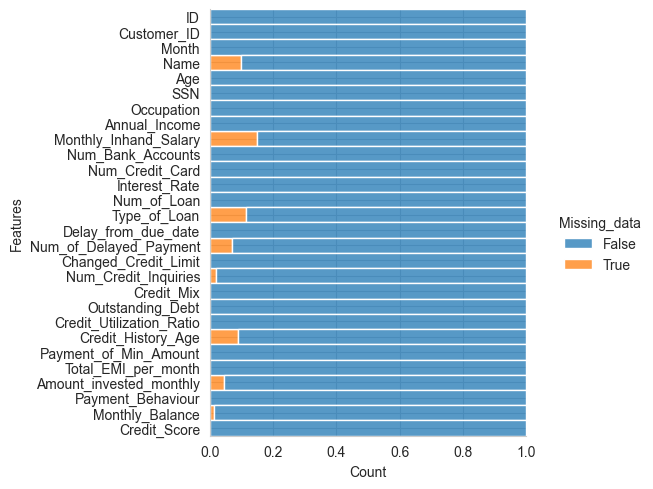 ID
Customer_ID
Month
Name
Age
SSN
Occupation
Annual_Income
Monthly_Inhand_Salary
Num_Bank_Accounts
Num_Credit_Card
Interest_Rate
Num_of_Loan
Type_of_Loan
Delay_from_due_date
Num_of_Delayed_Payment
Changed_Credit_Limit
Num_Credit_Inquiries
Credit_Mix
Outstanding_Debt
Credit_Utilization_Ratio
Credit_History_Age
Payment_of_Min_Amount
Total_EMI_per_month
Amount_invested_monthly
Payment_Behaviour
Monthly_Balance
Credit_Score
Features
0.0 0.2 0.4 0.6 0.8 1.0
Count
Missing_data
False
True